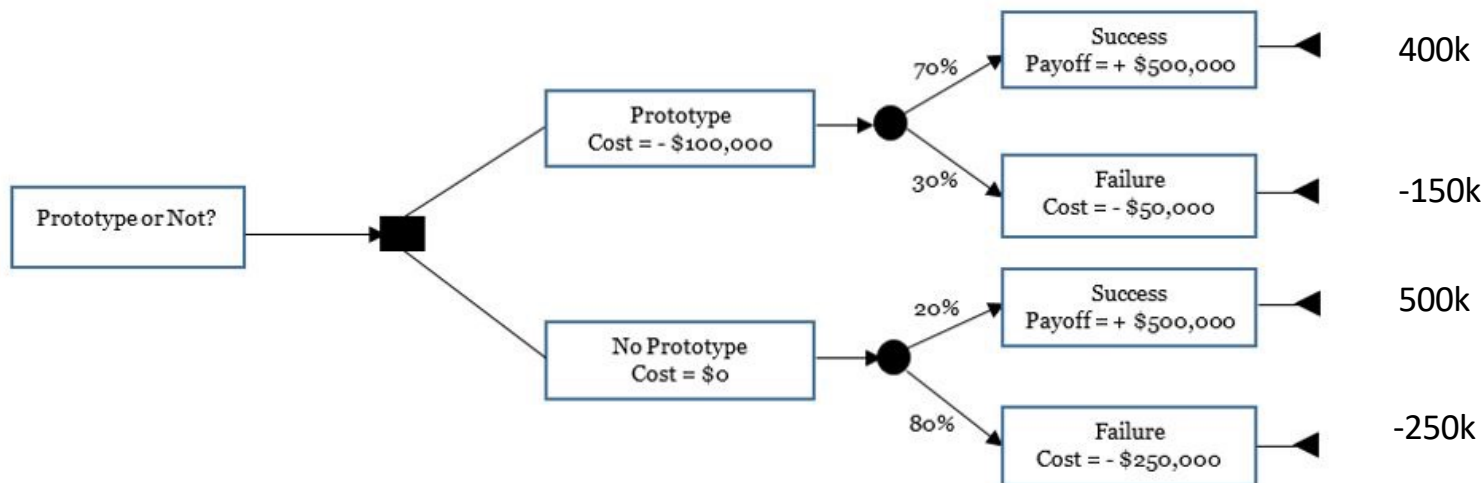 Success
Payoff = + $500,000
400k
70%
Prototype
Cost = - $100,000
30%
Failure
Cost = - $50,000
-150k
Prototype or Not?
Success
Payoff = + $500,000
500k
20%
No Prototype
Cost = $0
80%
Failure
Cost = - $250,000
-250k